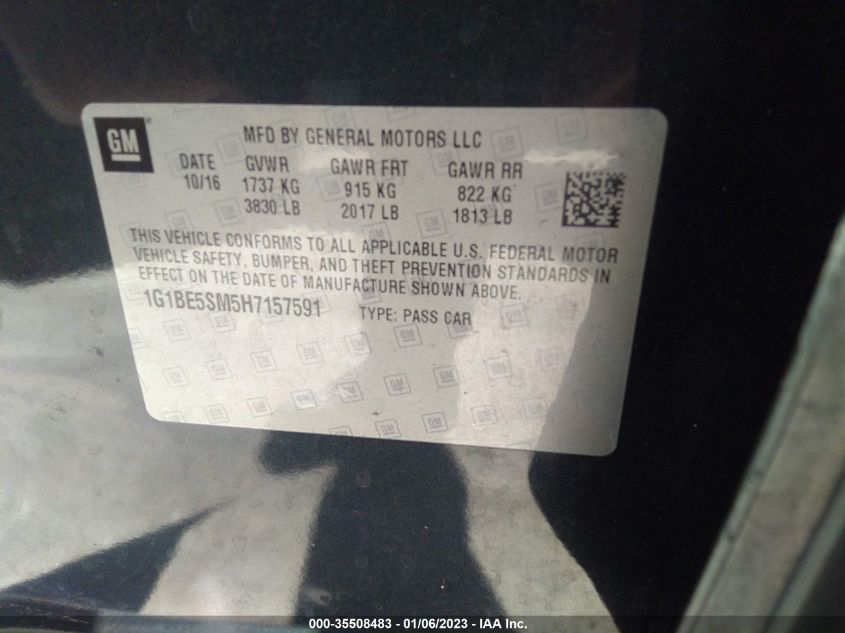 GM
MFD BY GENERAL MOTORS LLC
DATE GVWR GAWR FRT GAWR RR
10/16 1737 KG 915 KG 822 KG
3830 LB 2017 LB 1813 LB
THIS VEHICLE CONFORMS TO ALL APPLICABLE U.S. FEDERAL MOTOR
VEHICLE SAFETY, BUMPER, AND THEFT PREVENTION STANDARDS IN
EFFECT ON THE DATE OF MANUFACTURE SHOWN ABOVE.
1G1BE5SM5H7157591 TYPE: PASS CAR
000-35508483 - 01/06/2023 - IAA Inc.